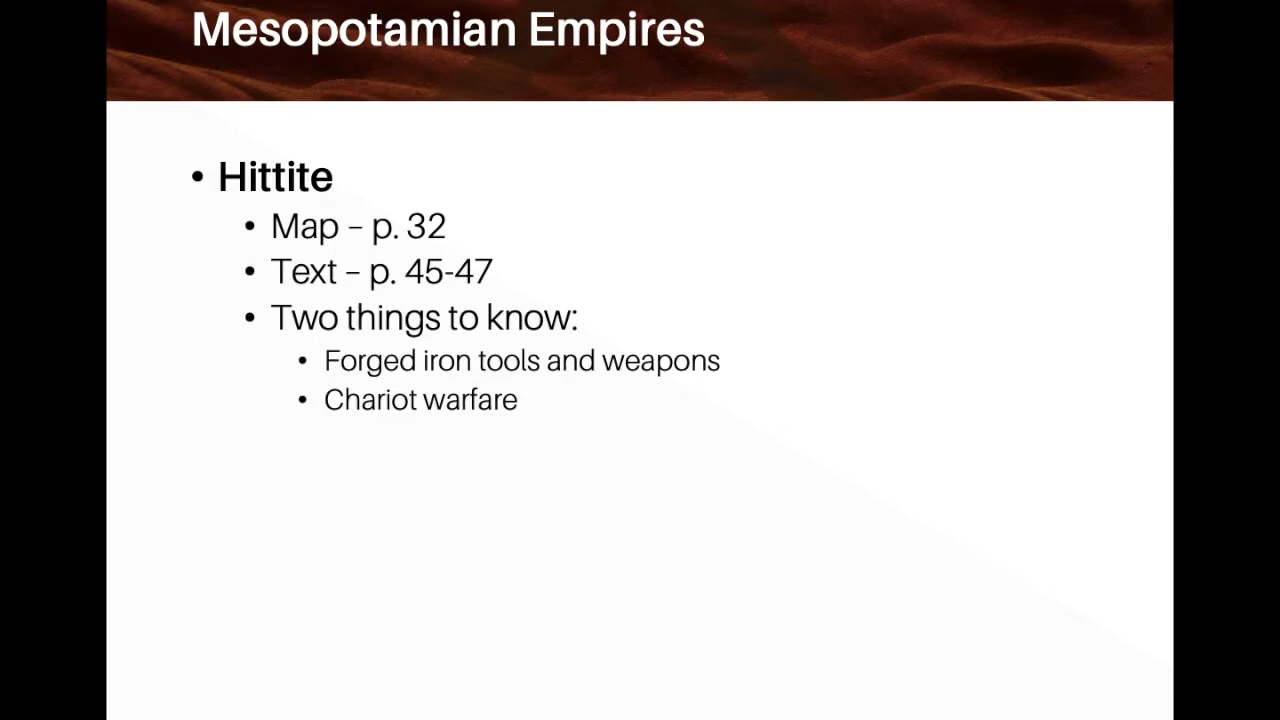 Mesopotamian Empires
• Hittite
• Map – p. 32
• Text – p. 45-47
• Two things to know:
• Forged iron tools and weapons
• Chariot warfare